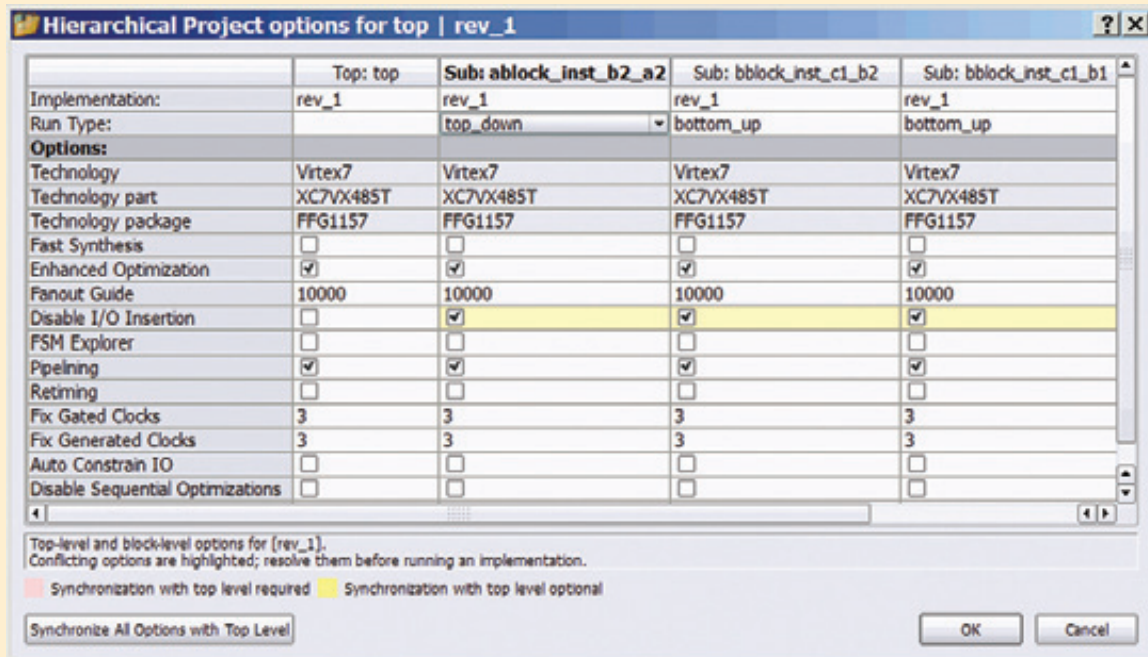 Hierarchical Project options for top | rev_1
Top: top Sub: ablock_inst_b2_a2 Sub: bblock_inst_c1_b2 Sub: bblock_inst_c1_b1
Implementation: rev_1 rev_1 rev_1 rev_1
Run Type: top_down bottom_up bottom_up
Options:
Technology Virtex7 Virtex7 Virtex7 Virtex7
Technology part XC7VX485T XC7VX485T XC7VX485T XC7VX485T
Technology package FFG1157 FFG1157 FFG1157 FFG1157
Fast Synthesis
Enhanced Optimization
Fanout Guide 10000 10000 10000 10000
Disable I/O Insertion
FSM Explorer
Pipelining
Retiming
Fix Gated Clocks 3 3 3 3
Fix Generated Clocks 3 3 3 3
Auto Constrain IO
Disable Sequential Optimizations
Top-level and block-level options for [rev_1].
Conflicting options are highlighted; resolve them before running an implementation.
Synchronization with top level required Synchronization with top level optional
Synchronize All Options with Top Level OK Cancel